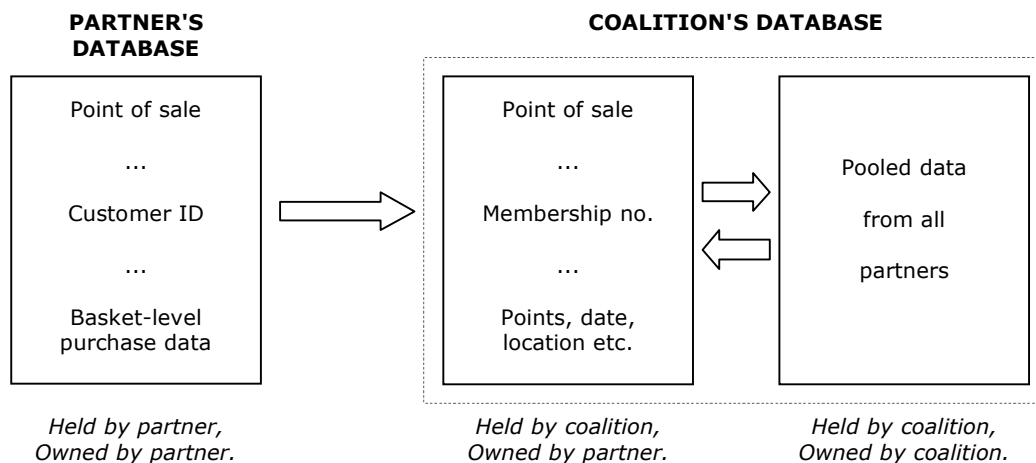 PARTNER'S
DATABASE
COALITION'S DATABASE
Point of sale
...
Customer ID
...
Basket-level
purchase data
Point of sale
...
Membership no.
...
Points, date,
location etc.
Pooled data
from all
partners
Held by partner,
Owned by partner.
Held by coalition,
Owned by partner.
Held by coalition,
Owned by coalition.